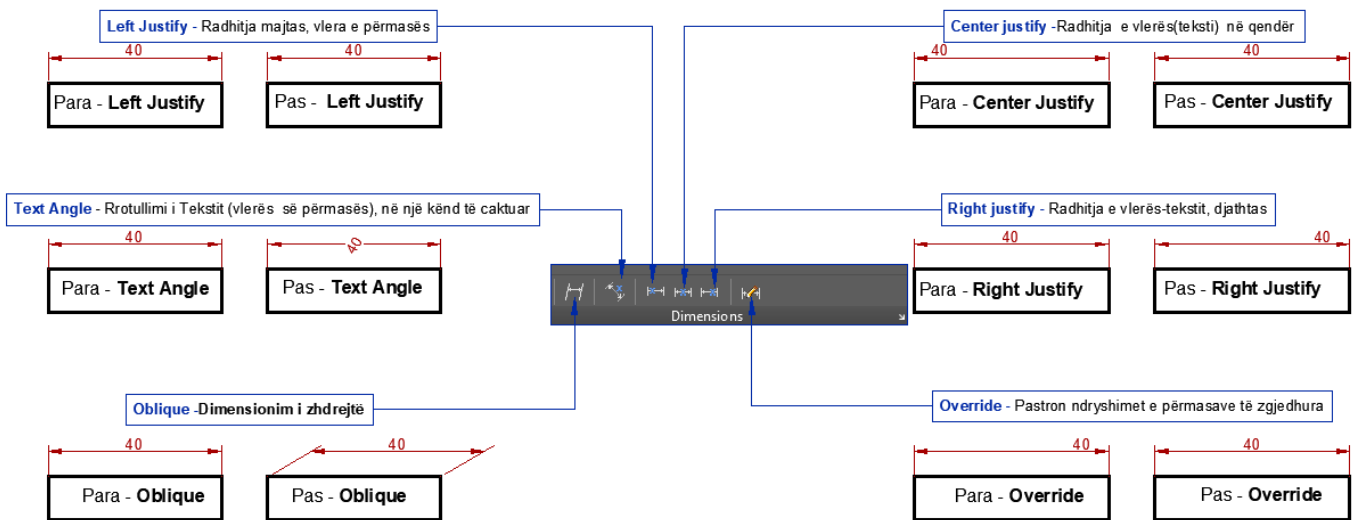 Left Justify - Radhitja majtas, vlera e përmasës
Center justify -Radhitja e vlerës(teksti) në qendër
40 40 40 40
Para - Left Justify
Pas - Left Justify
Para - Center Justify
Pas - Center Justify
Text Angle - Rrotullimi i Tekstit (vlerës së përmasës), në një kënd të caktuar
Right justify - Radhitja e vlerës-tekstit, djathtas
40 40 40 40
Para - Text Angle
Pas - Text Angle
Para - Right Justify
Pas - Right Justify
Dimensions
Oblique -Dimensionim i zhdrejtë
Override - Pastron ndryshimet e përmasave të zgjedhura
40 40 40 40
Para - Oblique
Pas - Oblique
Para - Override
Pas - Override